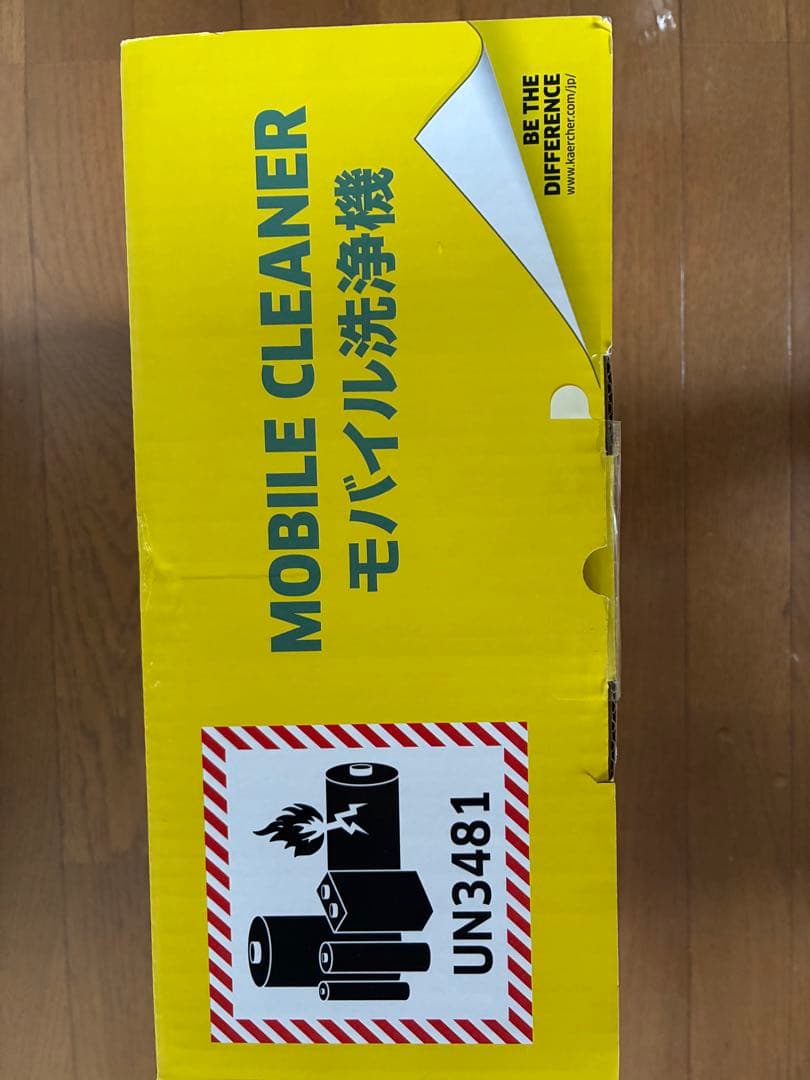 MOBILE CLEANER
モバイル洗浄機
BE THE
DIFFERENCE
www.kaercher.com/jp/
UN3481